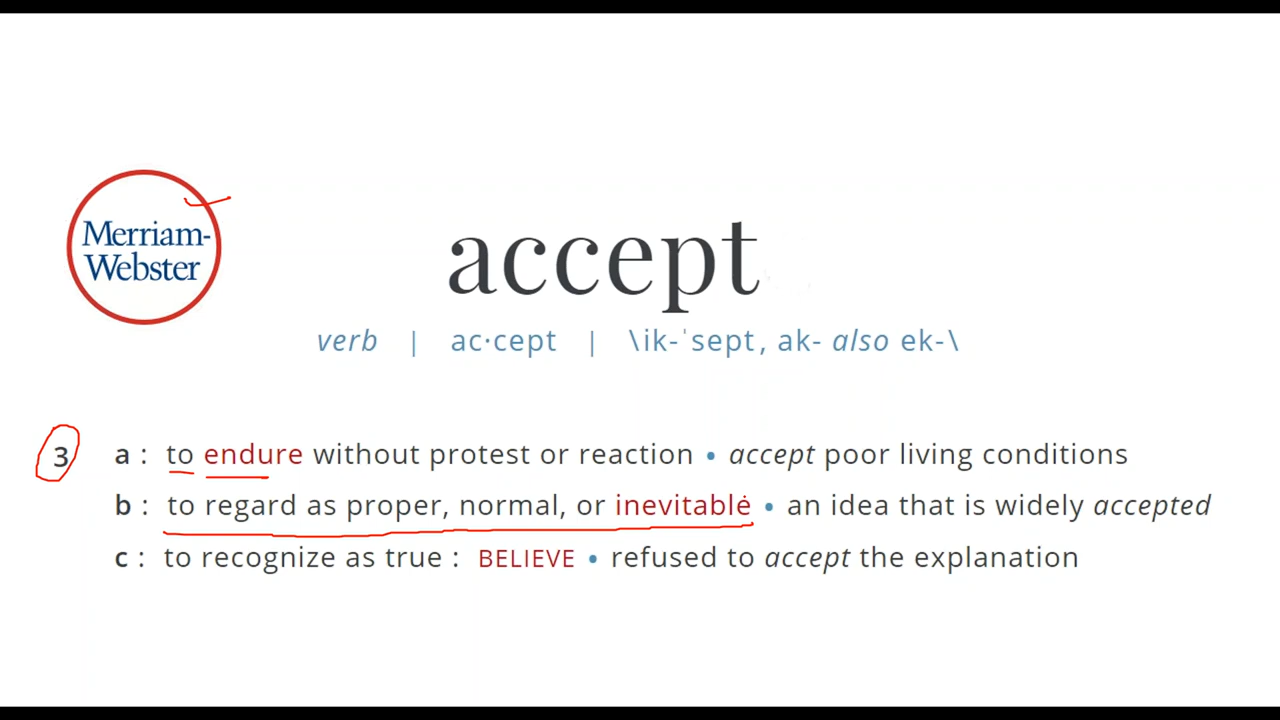 Merriam-
Webster
accept
verb | ac·cept | \ik-ˈsept, ak- also ek-\
3 a : to endure without protest or reaction • accept poor living conditions
b : to regard as proper, normal, or inevitable • an idea that is widely accepted
c : to recognize as true : BELIEVE • refused to accept the explanation